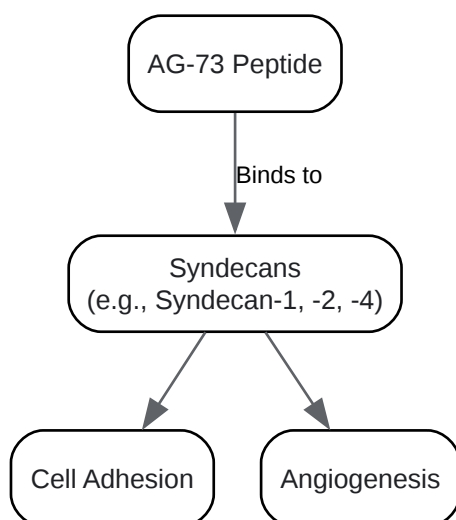 AG-73 Peptide
Binds to
Syndecans
(e.g., Syndecan-1, -2, -4)
Cell Adhesion
Angiogenesis